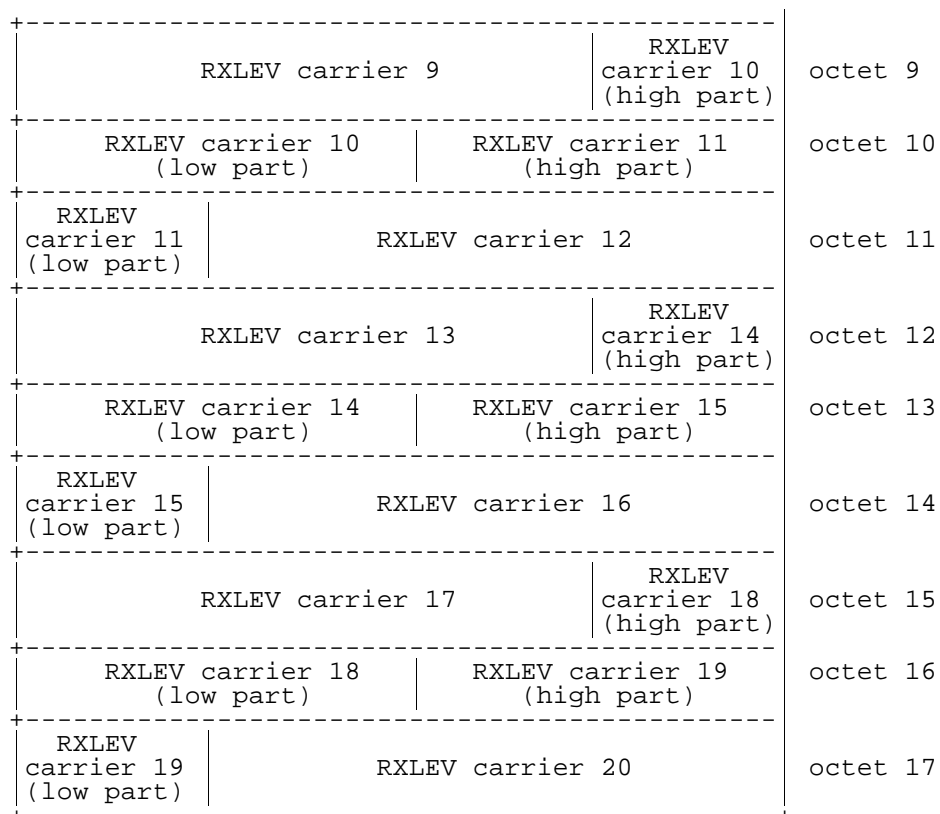 RXLEV
RXLEV carrier 9 carrier 10 octet 9
(high part)
RXLEV carrier 10 RXLEV carrier 11 octet 10
(low part) (high part)
RXLEV
carrier 11 RXLEV carrier 12 octet 11
(low part)
RXLEV
RXLEV carrier 13 carrier 14 octet 12
(high part)
RXLEV carrier 14 RXLEV carrier 15 octet 13
(low part) (high part)
RXLEV
carrier 15 RXLEV carrier 16 octet 14
(low part)
RXLEV
RXLEV carrier 17 carrier 18 octet 15
(high part)
RXLEV carrier 18 RXLEV carrier 19 octet 16
(low part) (high part)
RXLEV
carrier 19 RXLEV carrier 20 octet 17
(low part)